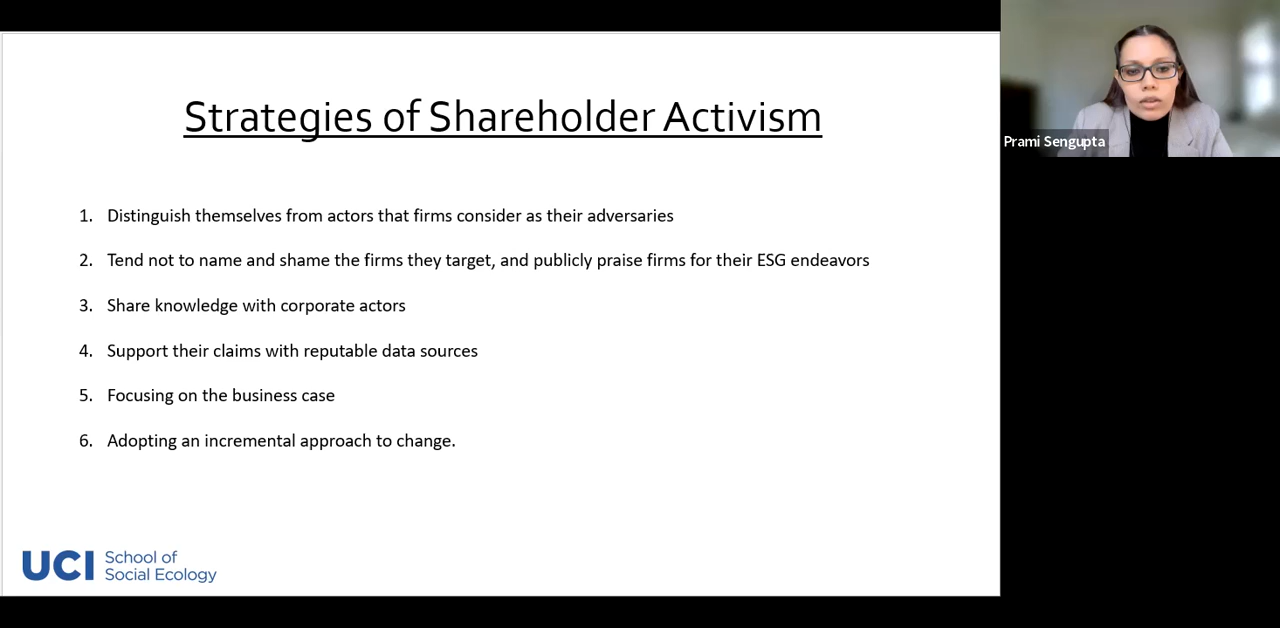 Strategies of Shareholder Activism
1. Distinguish themselves from actors that firms consider as their adversaries
2. Tend not to name and shame the firms they target, and publicly praise firms for their ESG endeavors
3. Share knowledge with corporate actors
4. Support their claims with reputable data sources
5. Focusing on the business case
6. Adopting an incremental approach to change.
UCI School of
Social Ecology
Prami Sengupta